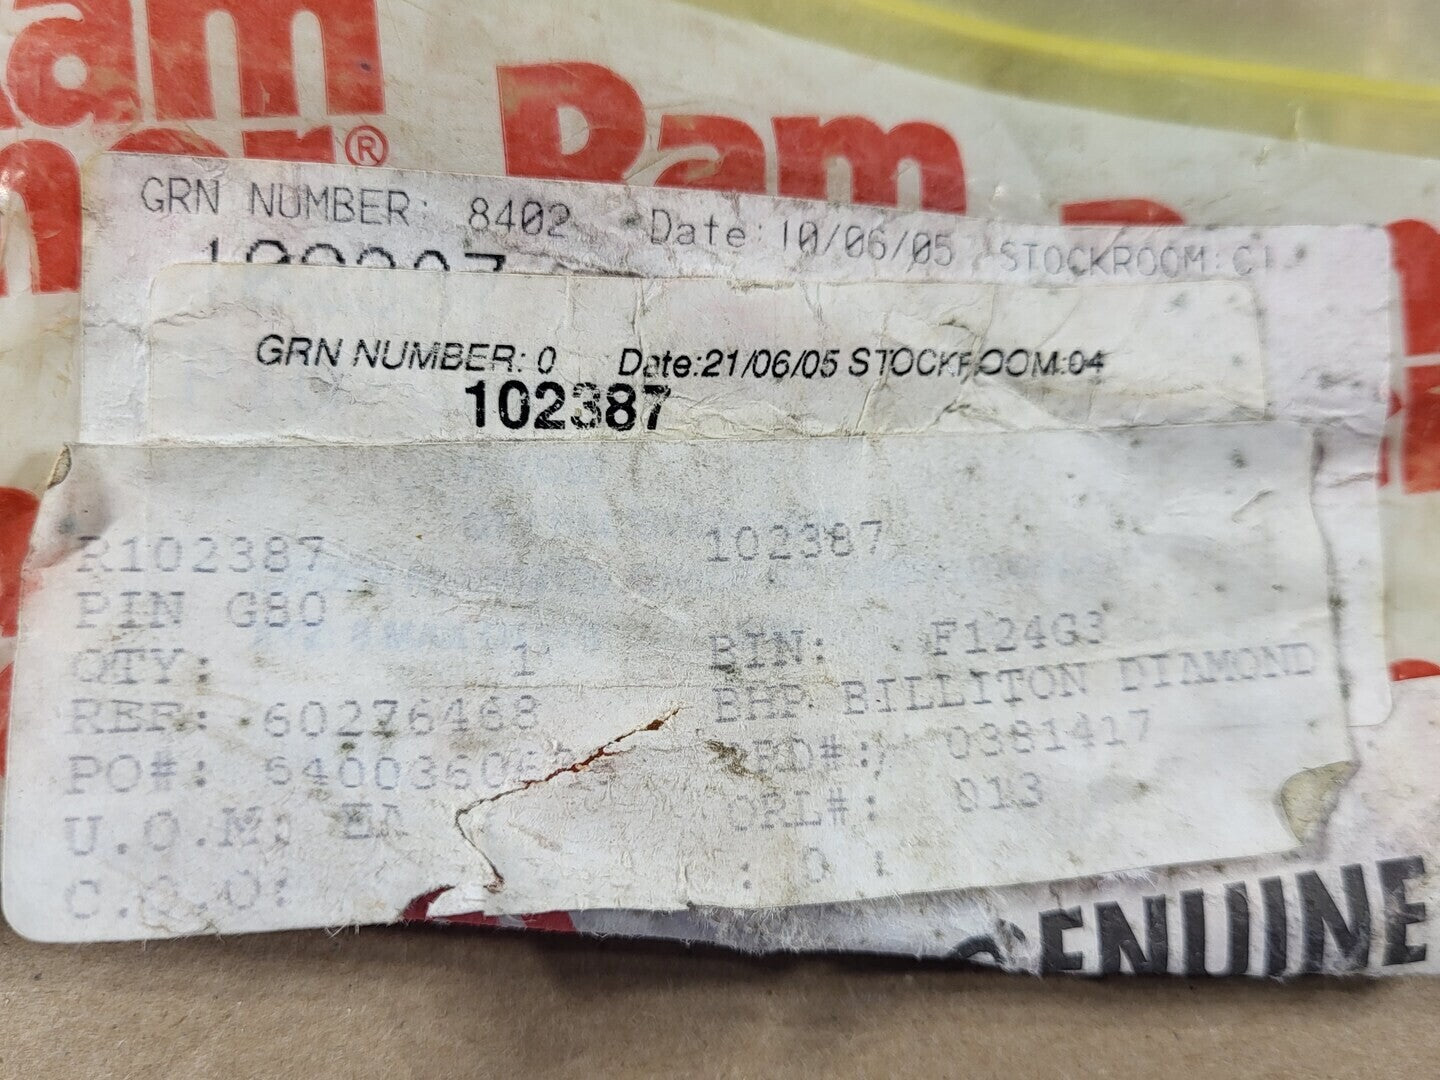 Ram
®
Ram
GRN NUMBER: 8402 Date: 10/06/05 STOCKROOM: C1
GRN NUMBER: 0 Date:21/06/05 STOCKROOM:04
102387
R102387 102387
PIN G80
QTY: 1 BIN: F124G3
REF: 60276468 BHP BILLITON DIAMOND
PO#: ORD#: 0381417
U.O.M: EA ORL#: 013
C.O.O: : 0 :
GENUINE